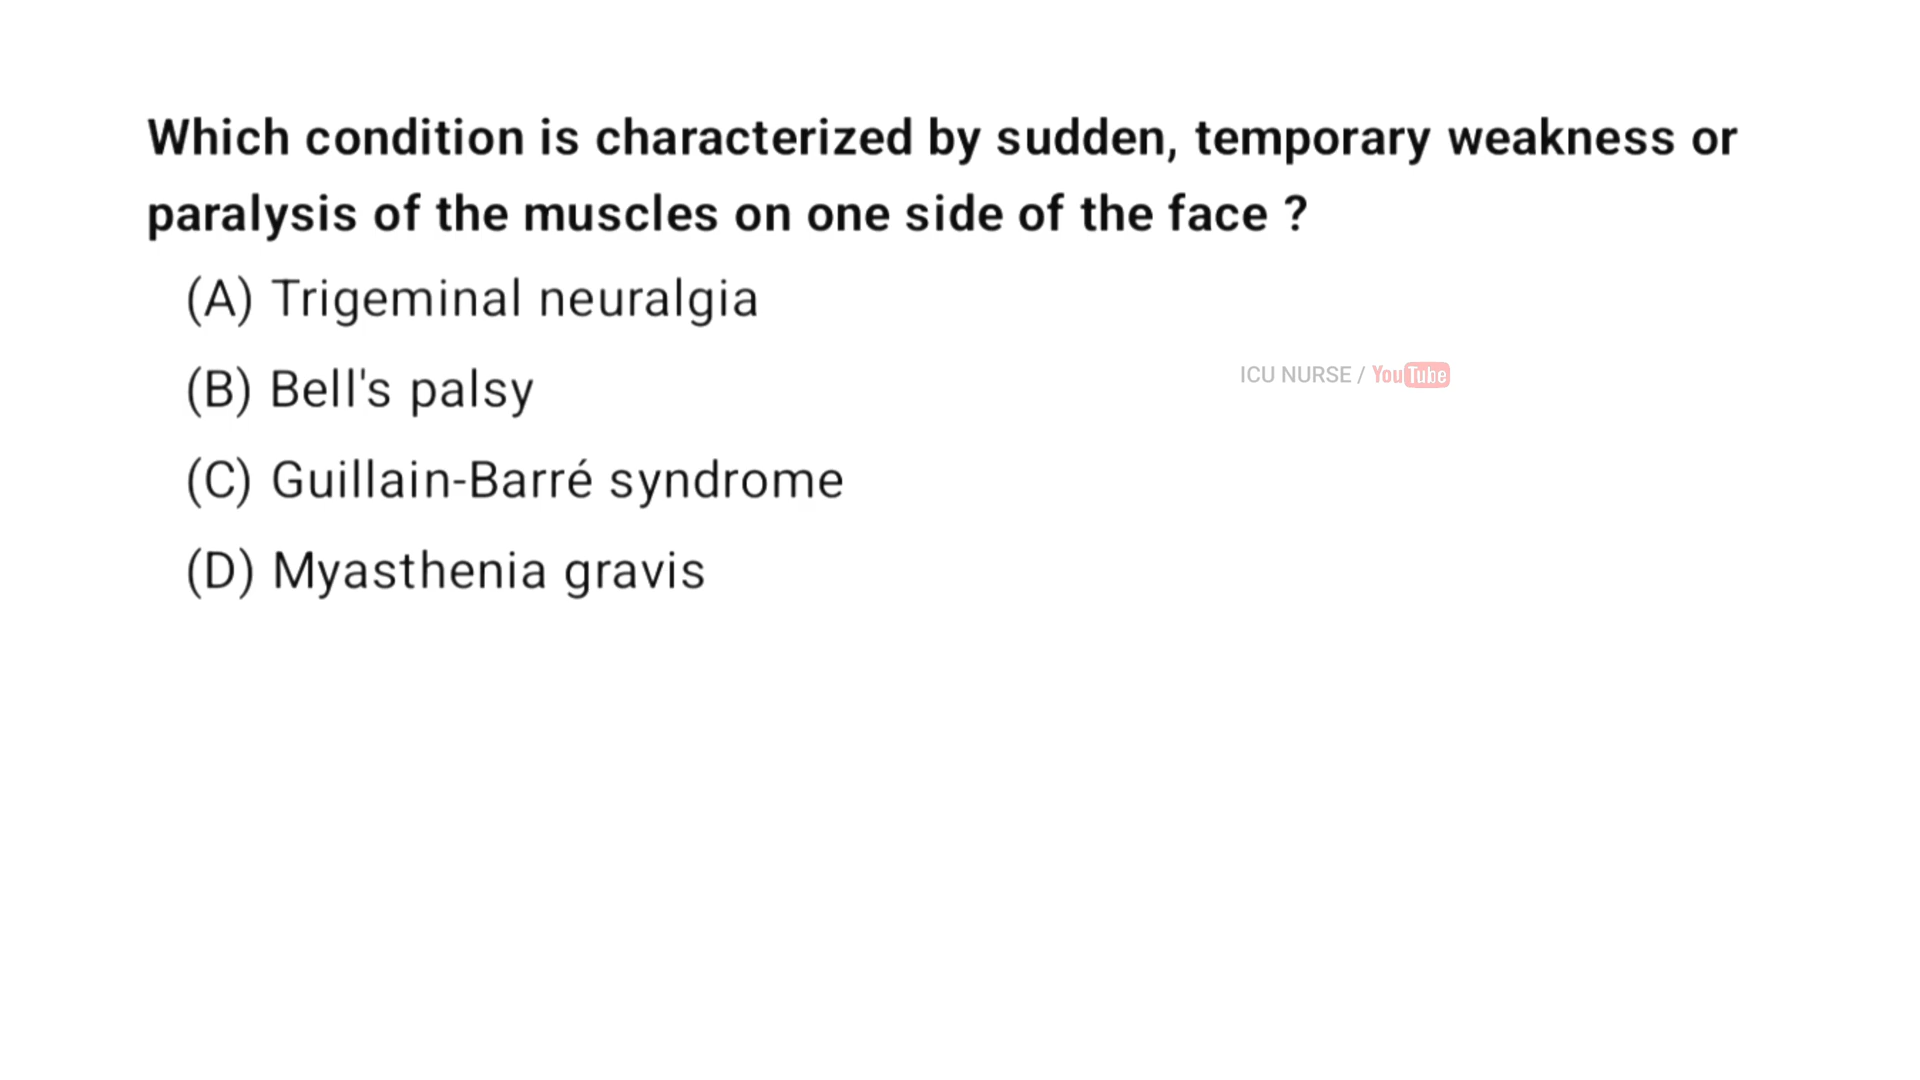 Which condition is characterized by sudden, temporary weakness or
paralysis of the muscles on one side of the face ?
(A) Trigeminal neuralgia
(B) Bell's palsy
ICU NURSE / YouTube
(C) Guillain-Barré syndrome
(D) Myasthenia gravis